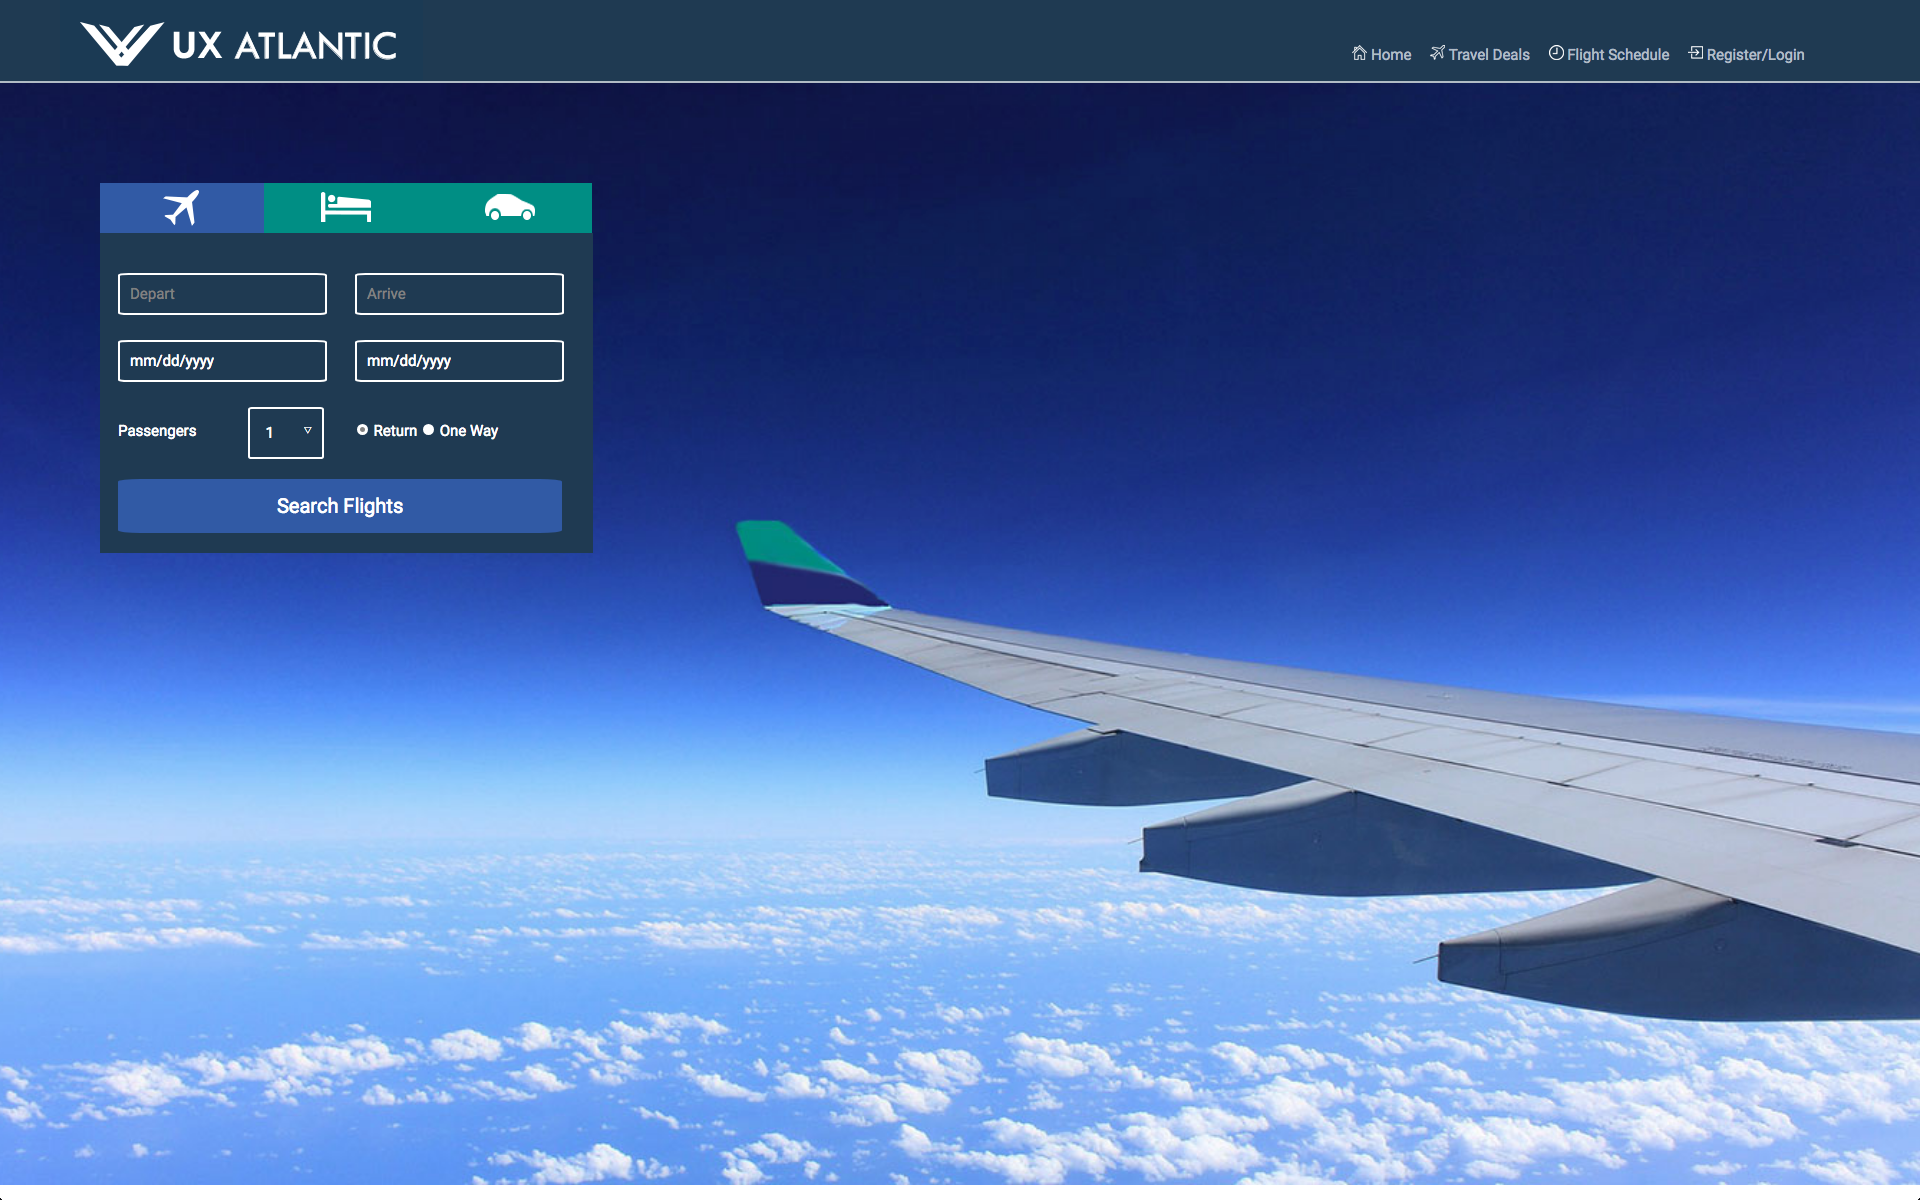 UX ATLANTIC
Home Travel Deals Flight Schedule Register/Login
Depart Arrive
mm/dd/yyyy mm/dd/yyyy
Passengers 1 Return One Way
Search Flights